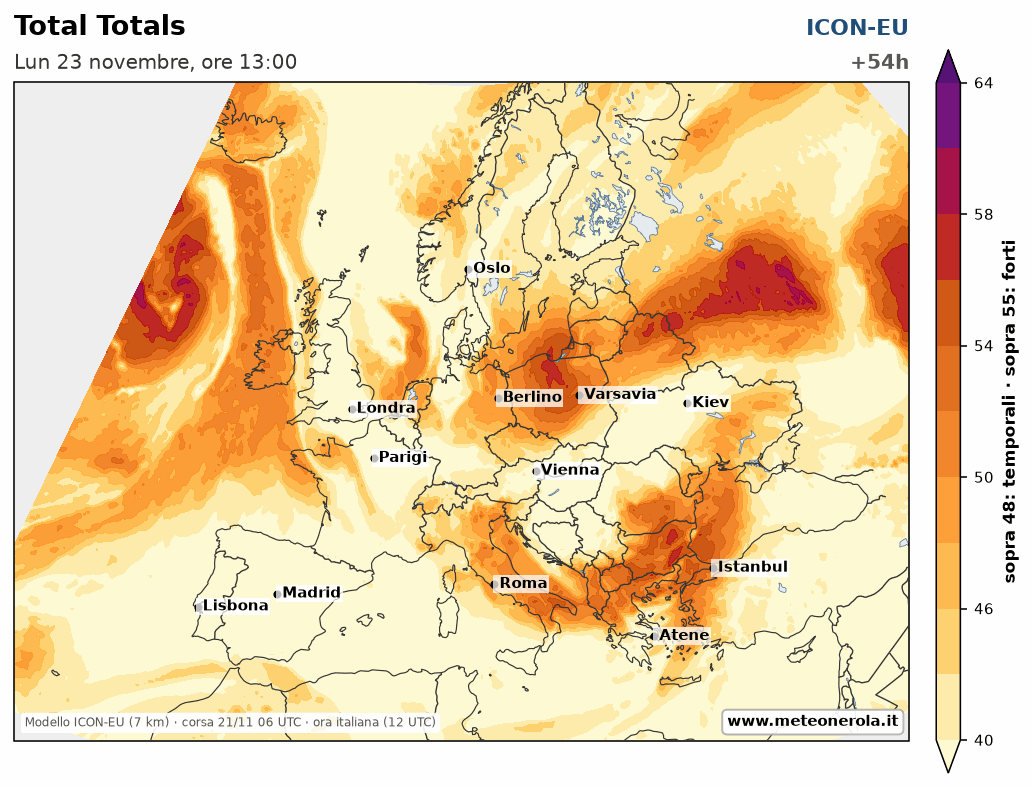 Total Totals
ICON-EU
Lun 23 novembre, ore 13:00
+54h
64
58
54
50
46
40
sopra 48: temporali · sopra 55: forti
Oslo
Berlino
Varsavia
Kiev
Londra
Parigi
Vienna
Istanbul
Roma
Madrid
Lisbona
Atene
Modello ICON-EU (7 km) · corsa 21/11 06 UTC · ora italiana (12 UTC)
www.meteonerola.it